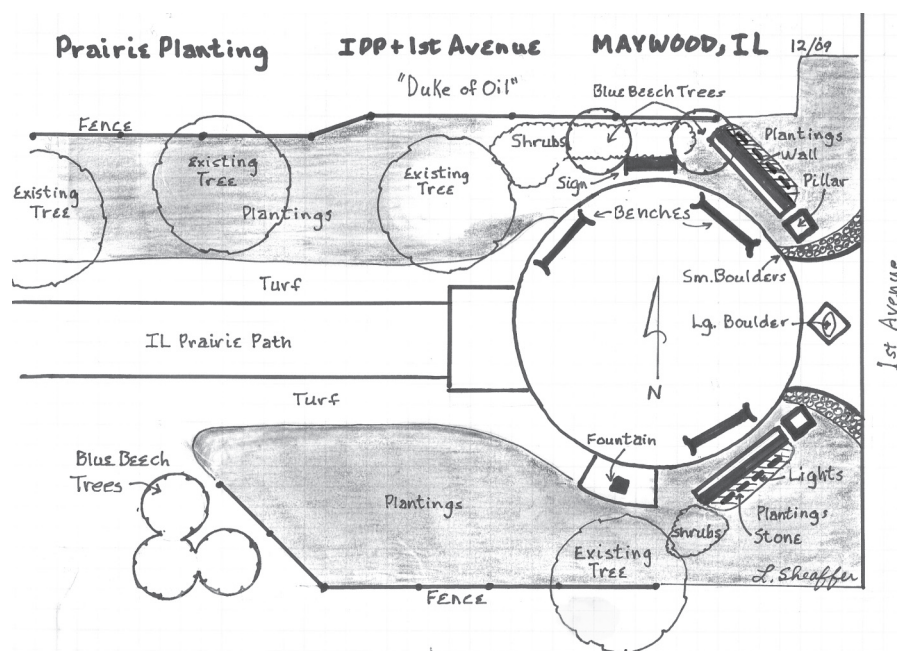 Prairie Planting
IPP + 1st Avenue
MAYWOOD, IL
12/09
"Duke of Oil"
Blue Beech Trees
FENCE
Shrubs
Plantings
Wall
Existing
Tree
Existing
Tree
Existing
Tree
Sign
Pillar
Plantings
BENCHES
Sm. Boulders
Turf
Lg. Boulder
1st Avenue
IL Prairie Path
N
Turf
Fountain
Blue Beech
Trees
Lights
Plantings
Plantings
Stone
Shrubs
Existing
Tree
L. Sheaffer
FENCE